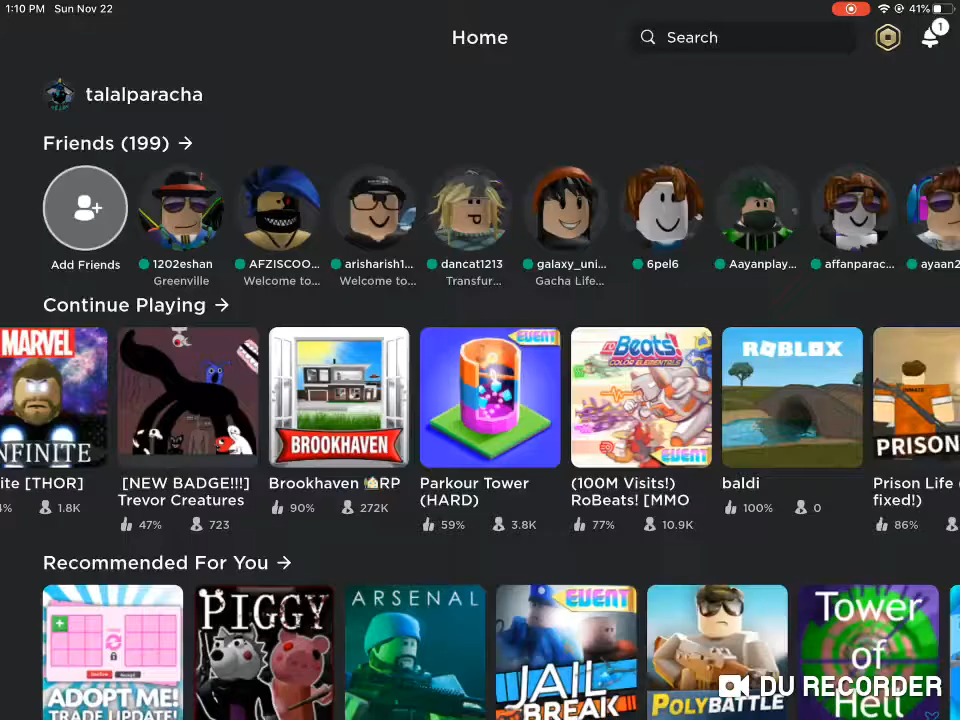 1:10 PM Sun Nov 22
41%
Home
Search
1
talalparacha
Friends (199) →
Add Friends
1202eshan
Greenville
AFZISCOO...
Welcome to...
arisharish1...
Welcome to...
dancat1213
Transfur...
galaxy_uni...
Gacha Life...
6pel6
Aayanplay...
affanparac...
ayaan2
Continue Playing →
MARVEL
NFINITE
BROOKHAVEN
EVENT
Beats!
COLOR ELEMENTALS
EVENT
ROBLOX
PRISON
ite [THOR]
4%
1.8K
[NEW BADGE!!!]
Trevor Creatures
47%
723
Brookhaven 🏡RP
90%
272K
Parkour Tower
(HARD)
59%
3.8K
(100M Visits!)
RoBeats! [MMO
77%
10.9K
baldi
100%
0
Prison Life (
fixed!)
86%
Recommended For You →
ADOPT ME!
TRADE UPDATE!
PIGGY
ARSENAL
EVENT
JAIL
BREAK
POLYBATTLE
Tower
of
Hell
DU RECORDER